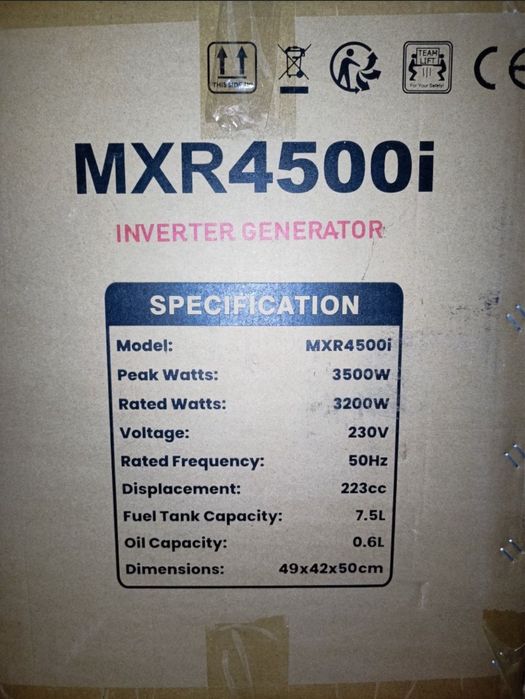 THIS SIDE UP
TEAM
LIFT
For Your Safety!
CE
MXR4500i
INVERTER GENERATOR
SPECIFICATION
Model: MXR4500i
Peak Watts: 3500W
Rated Watts: 3200W
Voltage: 230V
Rated Frequency: 50Hz
Displacement: 223cc
Fuel Tank Capacity: 7.5L
Oil Capacity: 0.6L
Dimensions: 49x42x50cm